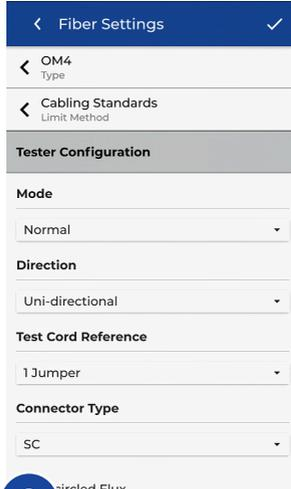 Fiber Settings
OM4
Type
Cabling Standards
Limit Method
Tester Configuration
Mode
Normal
Direction
Uni-directional
Test Cord Reference
1 Jumper
Connector Type
SC
Flux